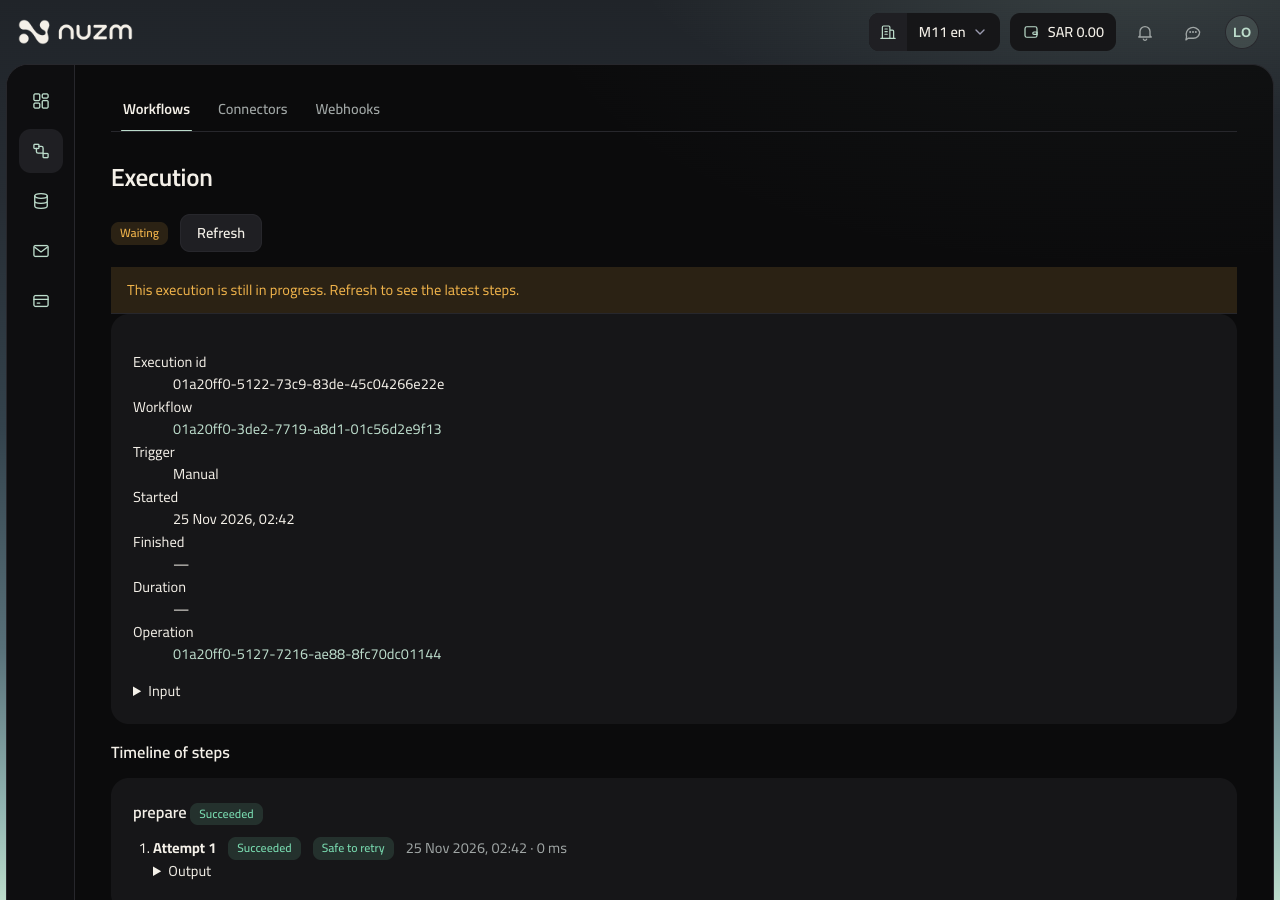 nuzm
M11 en
SAR 0.00
LO
Workflows
Connectors
Webhooks
Execution
Waiting
Refresh
This execution is still in progress. Refresh to see the latest steps.
Execution id
01a20ff0-5122-73c9-83de-45c04266e22e
Workflow
01a20ff0-3de2-7719-a8d1-01c56d2e9f13
Trigger
Manual
Started
25 Nov 2026, 02:42
Finished
—
Duration
—
Operation
01a20ff0-5127-7216-ae88-8fc70dc01144
Input
Timeline of steps
prepare Succeeded
1. Attempt 1 Succeeded Safe to retry 25 Nov 2026, 02:42 · 0 ms
Output